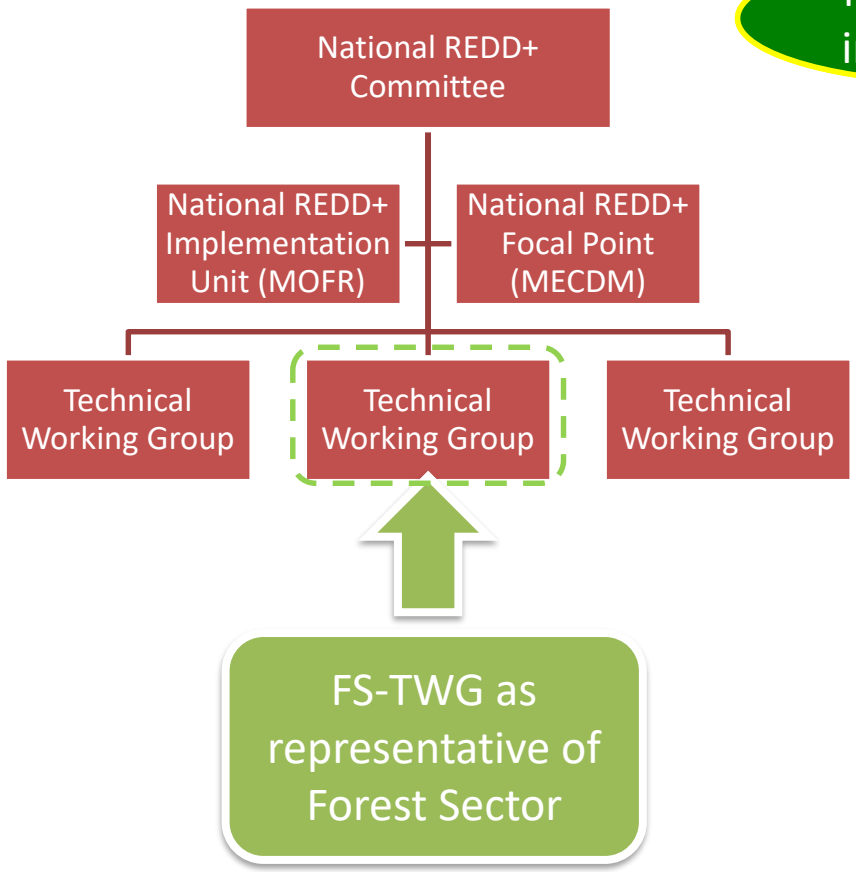 National REDD+
Committee
National REDD+
Implementation
Unit (MOFR)
National REDD+
Focal Point
(MECDM)
Technical
Working Group
Technical
Working Group
Technical
Working Group
FS-TWG as
representative of
Forest Sector